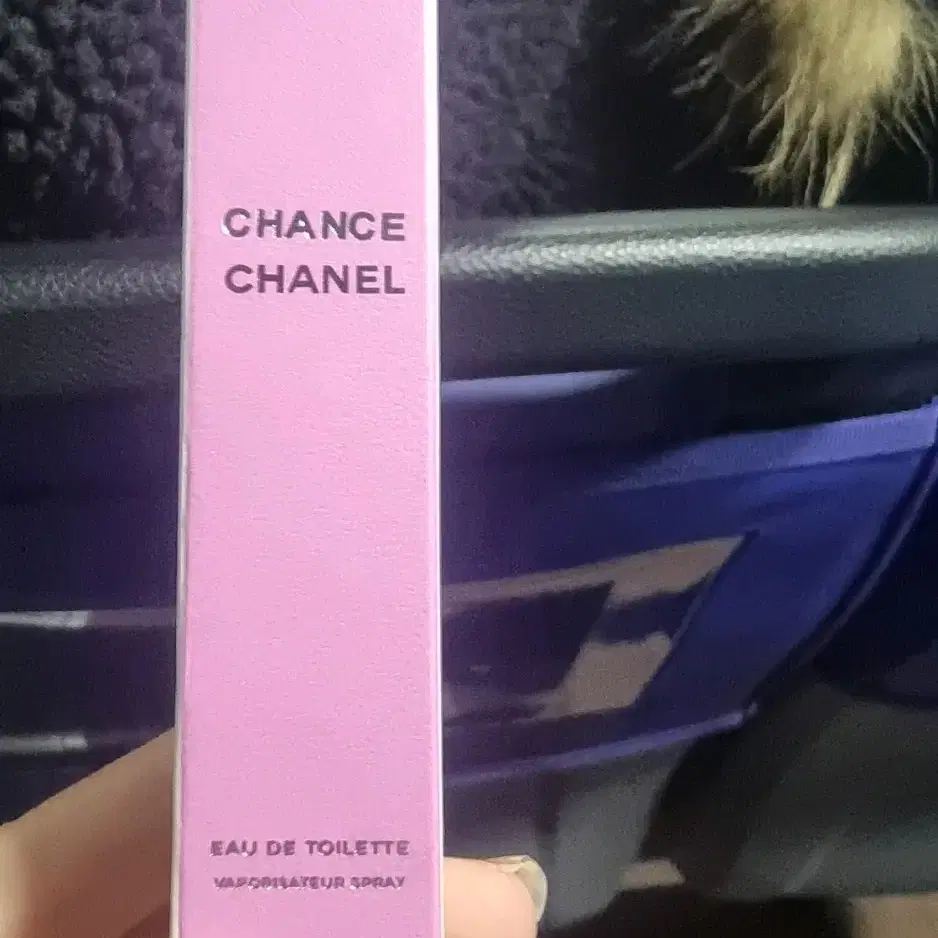 CHANCE
CHANEL
EAU DE TOILETTE
VAPORISATEUR SPRAY